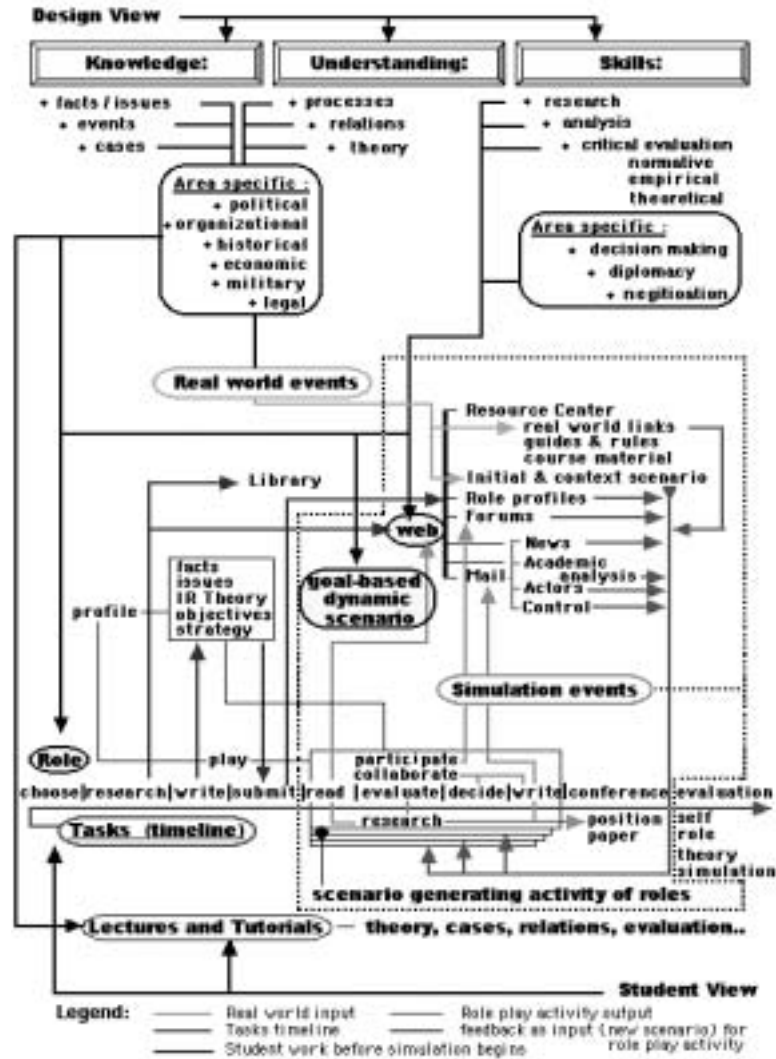 Design View
Knowledge:
Understanding:
Skills:
+ facts / issues
+ events
+ cases
+ processes
+ relations
+ theory
+ research
+ analysis
+ critical evaluation
normative
empirical
theoretical
Area specific :
+ political
+ organizational
+ historical
+ economic
+ military
+ legal
Area specific :
+ decision making
+ diplomacy
+ negitioation
Real world events
Resource Center
real world links
guides & rules
course material
Initial & context scenario
Library
Role profiles
web
Forums
News
Academic
analysis
Mail
Actors
Control
facts
issues
IR Theory
objectives
strategy
profile
goal-based
dynamic
scenario
Simulation events
Role
play
participate
collaborate
choose|research|write|submit|read |evaluate|decide|write|conference|evaluation
Tasks (timeline)
research
position
paper
self
role
theory
simulation
scenario generating activity of roles
Lectures and Tutorials — theory, cases, relations, evaluation..
Student View
Legend:
Real world input
Role play activity output
Tasks timeline
feedback as input (new scenario) for
role play activity
Student work before simulation begins